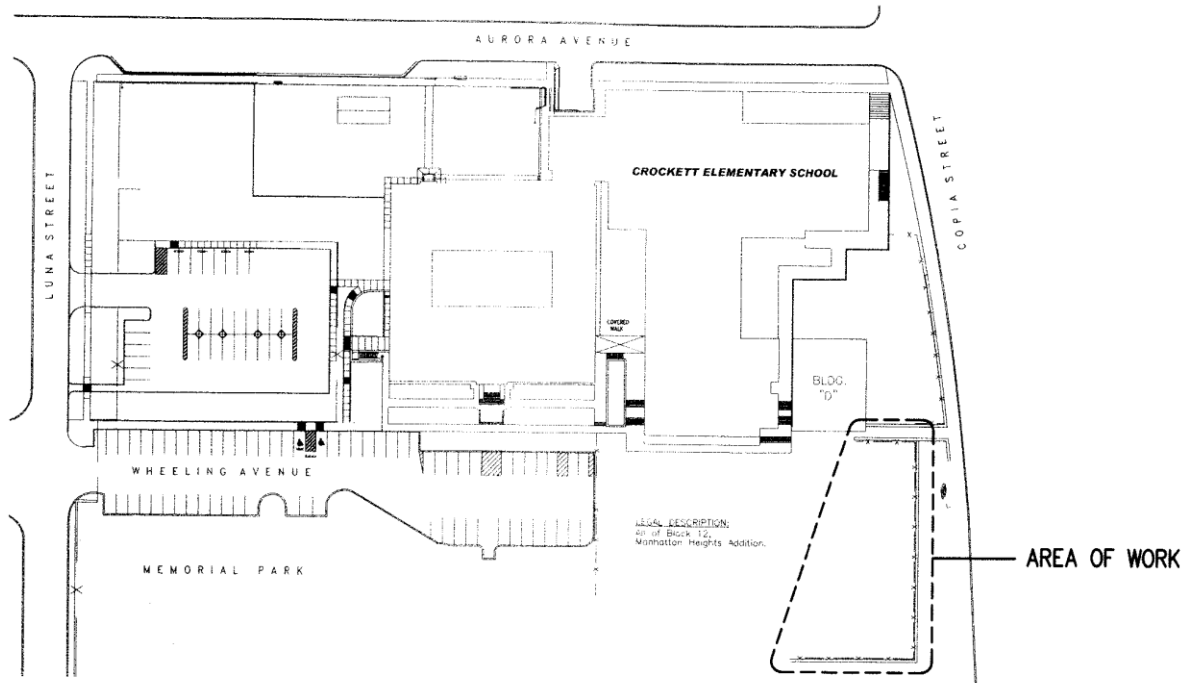 AURORA AVENUE
LUNA STREET
CROCKETT ELEMENTARY SCHOOL
COPIA STREET
COVERED
WALK
BLDG.
"D"
WHEELING AVENUE
LEGAL DESCRIPTION:
All of Block 12,
Manhattan Heights Addition.
AREA OF WORK
MEMORIAL PARK